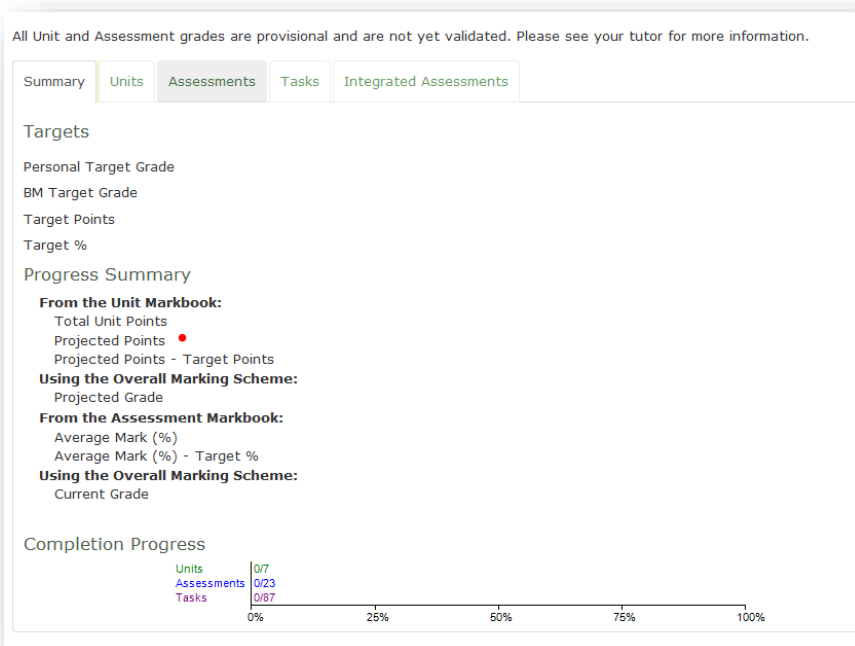 All Unit and Assessment grades are provisional and are not yet validated. Please see your tutor for more information.
Summary Units Assessments Tasks Integrated Assessments
Targets
Personal Target Grade
BM Target Grade
Target Points
Target %
Progress Summary
From the Unit Markbook:
Total Unit Points
Projected Points
Projected Points - Target Points
Using the Overall Marking Scheme:
Projected Grade
From the Assessment Markbook:
Average Mark (%)
Average Mark (%) - Target %
Using the Overall Marking Scheme:
Current Grade
Completion Progress
Units 0/7
Assessments 0/23
Tasks 0/87
0% 25% 50% 75% 100%